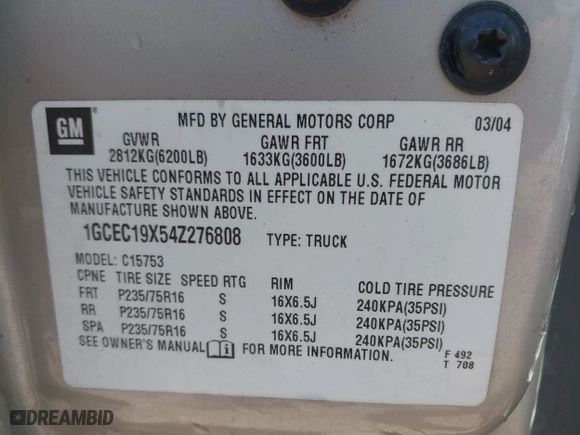 GM ®
MFD BY GENERAL MOTORS CORP 03/04
GVWR GAWR FRT GAWR RR
2812KG(6200LB) 1633KG(3600LB) 1672KG(3686LB)
THIS VEHICLE CONFORMS TO ALL APPLICABLE U.S. FEDERAL MOTOR
VEHICLE SAFETY STANDARDS IN EFFECT ON THE DATE OF
MANUFACTURE SHOWN ABOVE.
1GCEC19X54Z276808 TYPE: TRUCK
MODEL: C15753
CPNE TIRE SIZE SPEED RTG RIM COLD TIRE PRESSURE
FRT P235/75R16 S 16X6.5J 240KPA(35PSI)
RR P235/75R16 S 16X6.5J 240KPA(35PSI)
SPA P235/75R16 S 16X6.5J 240KPA(35PSI)
SEE OWNER'S MANUAL FOR MORE INFORMATION.
F 492
T 708
DREAMBID